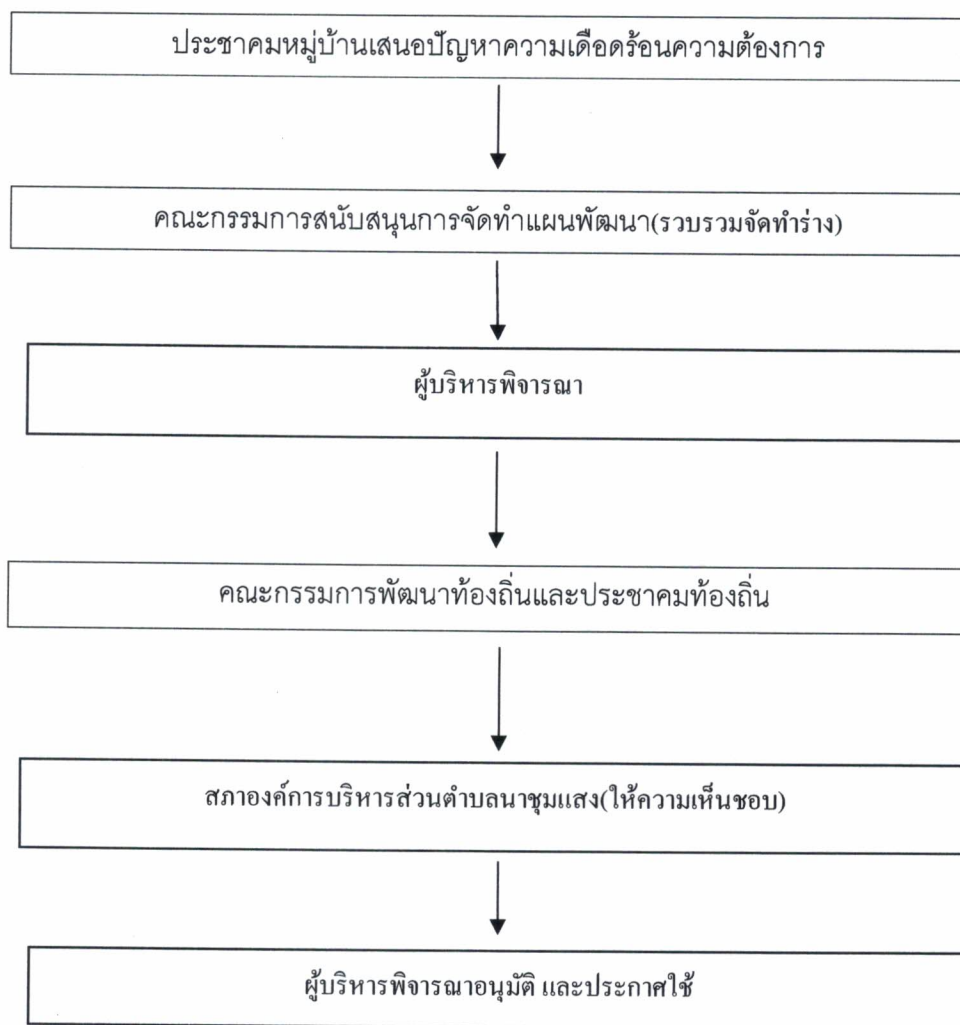 ประชาคมหมู่บ้านเสนอปัญหาความเดือดร้อนความต้องการ
คณะกรรมการสนับสนุนการจัดทำแผนพัฒนา(รวบรวมจัดทำร่าง)
ผู้บริหารพิจารณา
คณะกรรมการพัฒนาท้องถิ่นและประชาคมท้องถิ่น
สภาองค์การบริหารส่วนตำบลนาชุมแสง(ให้ความเห็นชอบ)
ผู้บริหารพิจารณาอนุมัติ และประกาศใช้